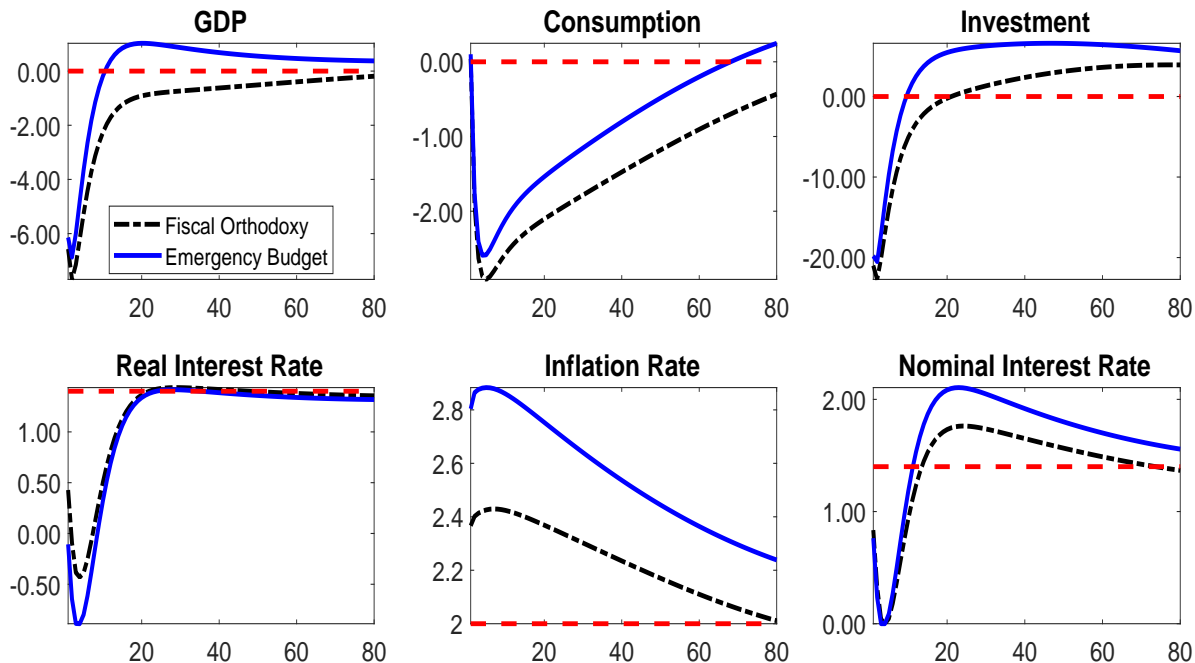 GDP
Consumption
Investment
0.00
-2.00
-4.00
-6.00
Fiscal Orthodoxy
Emergency Budget
20 40 60 80
0.00
-1.00
-2.00
20 40 60 80
0.00
-10.00
-20.00
20 40 60 80
Real Interest Rate
Inflation Rate
Nominal Interest Rate
1.00
0.50
0.00
-0.50
20 40 60 80
2.8
2.6
2.4
2.2
2
20 40 60 80
2.00
1.00
0.00
20 40 60 80